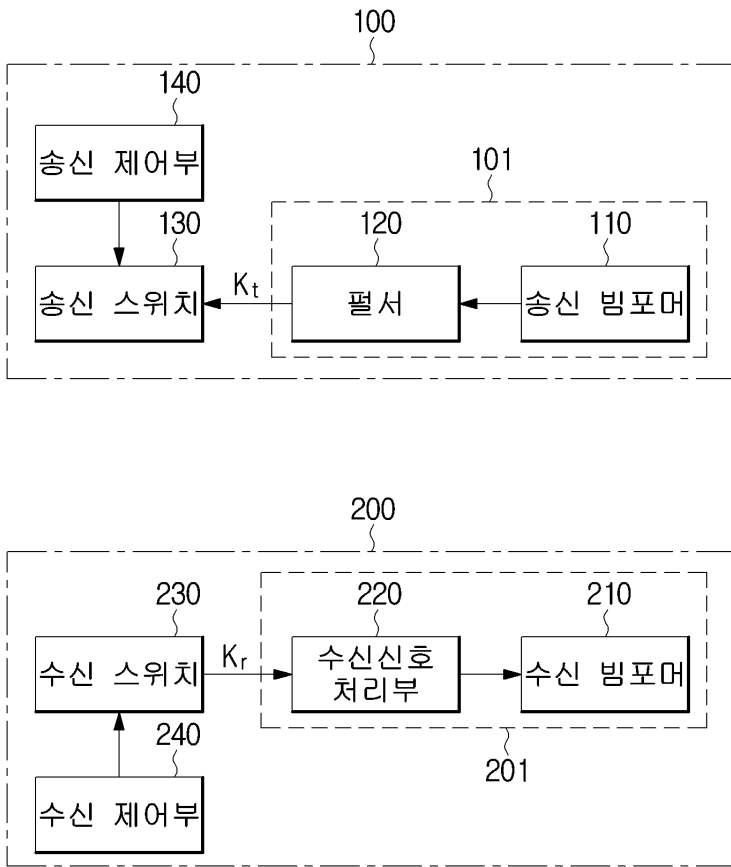 100
140
송신 제어부
101
130
120
110
송신 스위치
Kt
펄서
송신 빔포머
200
230
220
210
수신 스위치
Kr
수신신호
처리부
수신 빔포머
240
201
수신 제어부